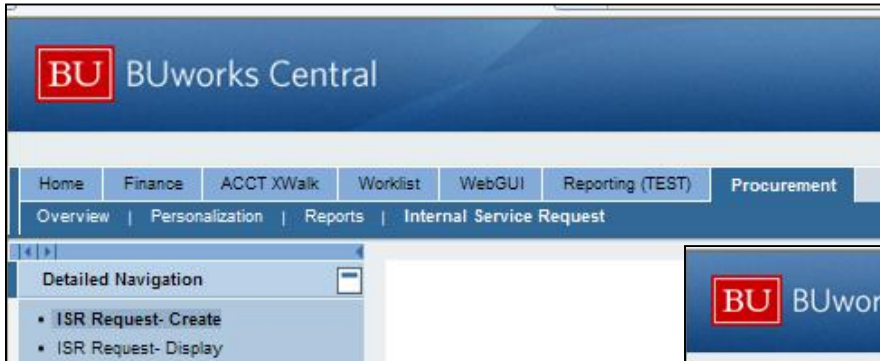 BU BUworks Central
Home Finance ACCT XWalk Worklist WebGUI Reporting (TEST) Procurement
Overview | Personalization | Reports | Internal Service Request
Detailed Navigation
• ISR Request- Create
• ISR Request- Display
BU BUwor